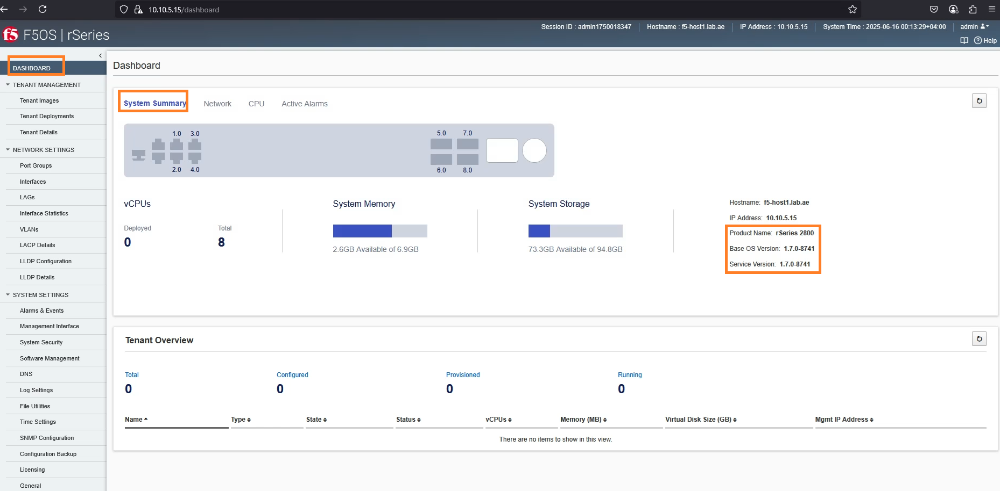 10.10.5.15/dashboard
Session ID : admin1750018347
Hostname : f5-host1.lab.ae
IP Address : 10.10.5.15
System Time : 2025-06-16 00:13:29+04:00
admin
f5 F5OS | rSeries
Help
DASHBOARD
TENANT MANAGEMENT
Tenant Images
Tenant Deployments
Tenant Details
NETWORK SETTINGS
Port Groups
Interfaces
LAGs
Interface Statistics
VLANs
LACP Details
LLDP Configuration
LLDP Details
SYSTEM SETTINGS
Alarms & Events
Management Interface
System Security
Software Management
DNS
Log Settings
File Utilities
Time Settings
SNMP Configuration
Configuration Backup
Licensing
General
Dashboard
System Summary Network CPU Active Alarms
1.0 3.0 5.0 7.0
2.0 4.0 6.0 8.0
vCPUs
Deployed Total
0 8
System Memory
2.6GB Available of 6.9GB
System Storage
73.3GB Available of 94.8GB
Hostname: f5-host1.lab.ae
IP Address: 10.10.5.15
Product Name: rSeries 2800
Base OS Version: 1.7.0-8741
Service Version: 1.7.0-8741
Tenant Overview
Total Configured Provisioned Running
0 0 0 0
Name Type State Status vCPUs Memory (MB) Virtual Disk Size (GB) Mgmt IP Address
There are no items to show in this view.